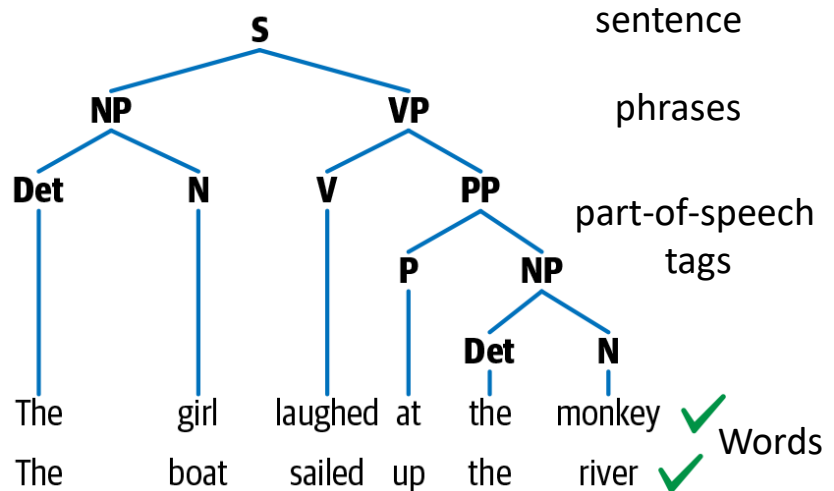 S
sentence
NP VP
phrases
Det N V PP
part-of-speech
tags
P NP
Det N
The girl laughed at the monkey
Words
The boat sailed up the river